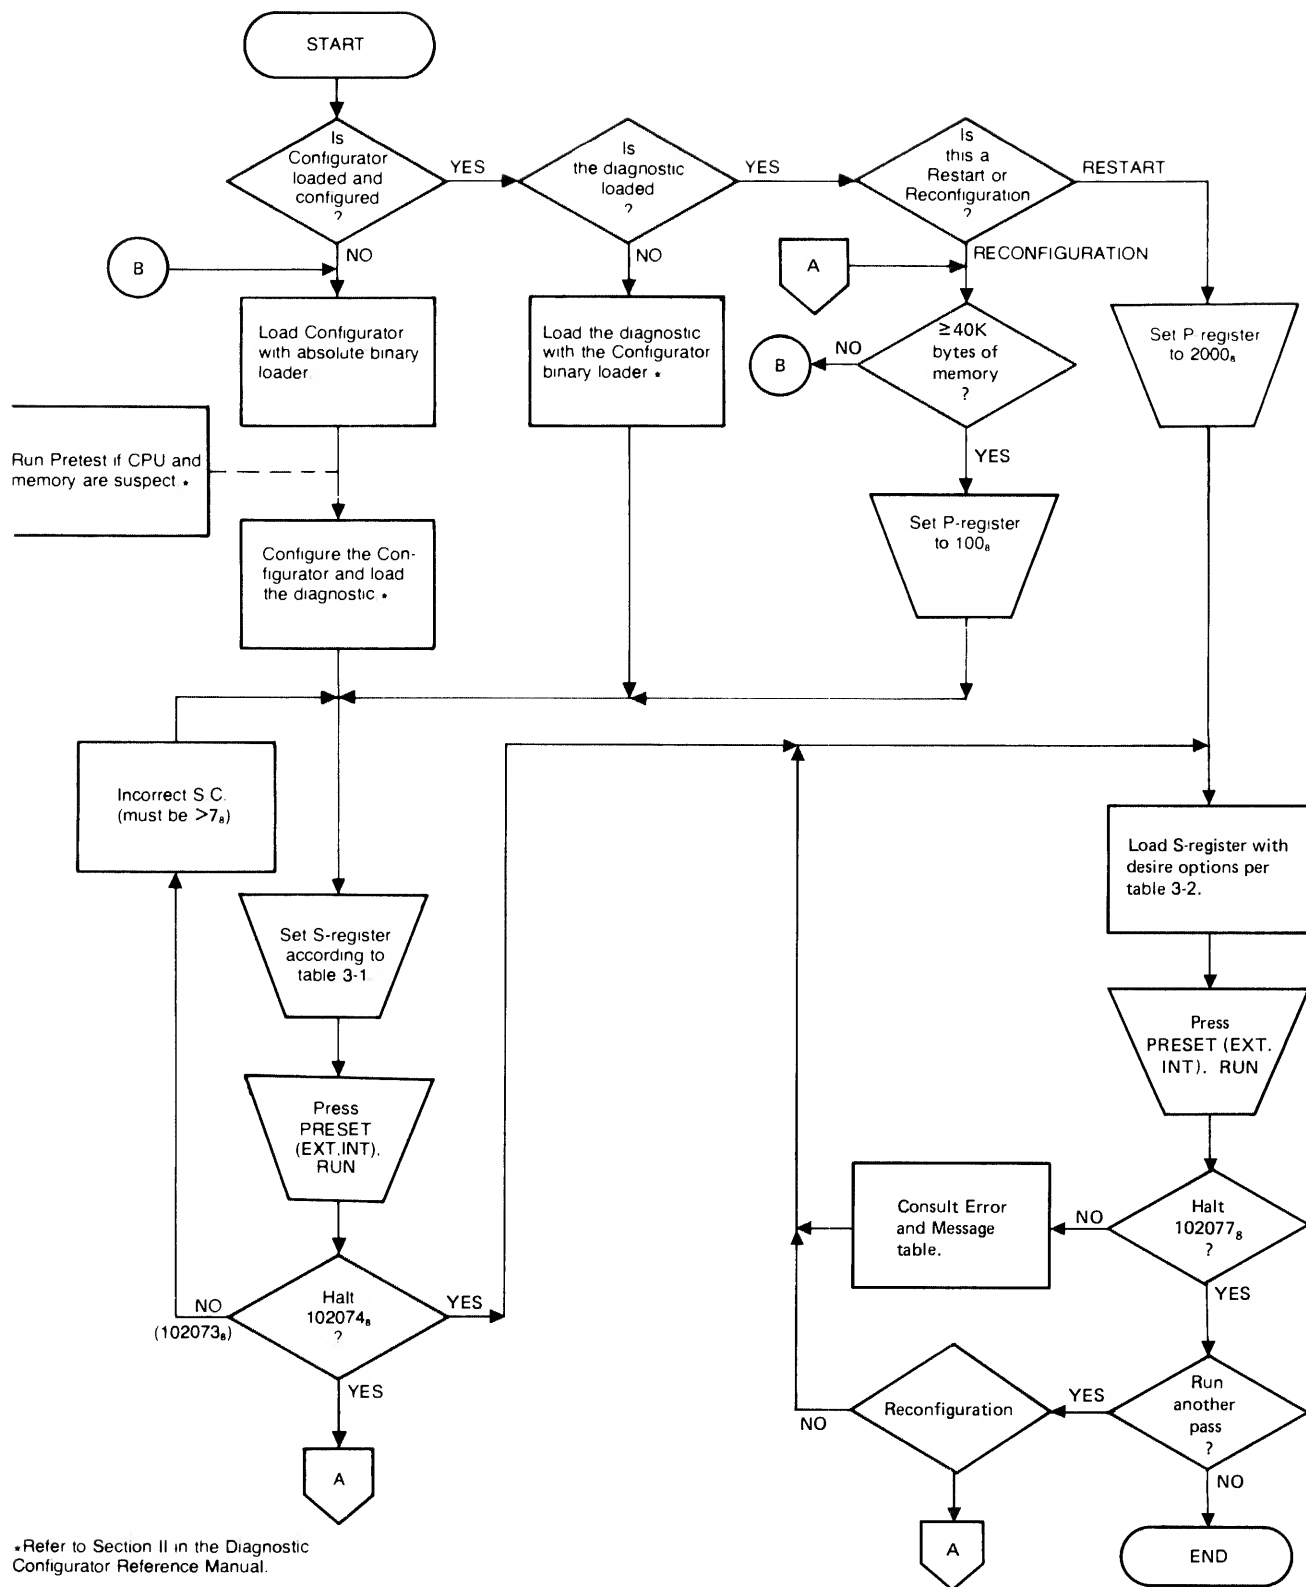 START
Is
Configurator
loaded and
configured
?
YES
NO
Is
the diagnostic
loaded
?
YES
NO
Is
this a
Restart or
Reconfiguration
?
RESTART
RECONFIGURATION
B
A
Load Configurator
with absolute binary
loader.
Load the diagnostic
with the Configurator
binary loader *
≥40K
bytes of
memory
?
NO
B
YES
Set P register
to 2000₈
Run Pretest if CPU and
memory are suspect *
Set P-register
to 100₈
Configure the Con-
figurator and load
the diagnostic *
Incorrect S C.
(must be >7₈)
Load S-register with
desire options per
table 3-2.
Set S-register
according to
table 3-1
Press
PRESET (EXT.
INT). RUN
Press
PRESET
(EXT.INT).
RUN
Consult Error
and Message
table.
NO
Halt
102077₈
?
YES
NO
(102073₈)
Halt
102074₈
?
YES
YES
Reconfiguration
NO
YES
Run
another
pass
?
NO
A
A
END
*Refer to Section II in the Diagnostic
Configurator Reference Manual.